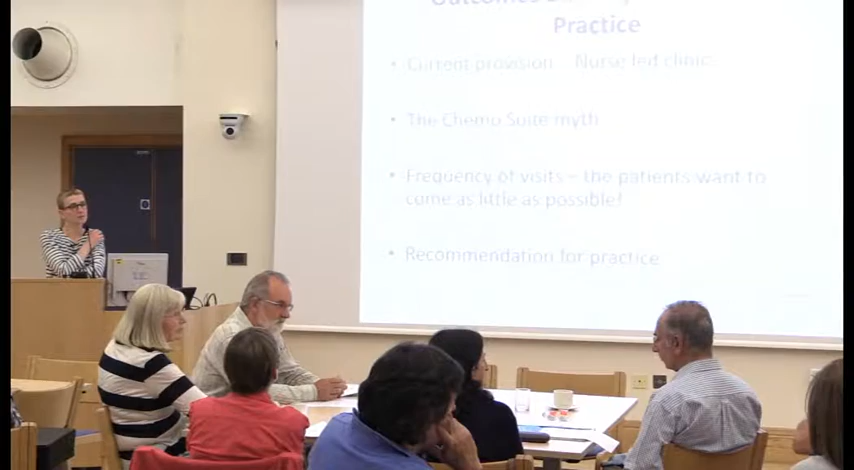 Practice
• Current provision – Nurse led clinics
• The Chemo Suite myth
• Frequency of visits – the patients want to
come as little as possible!
• Recommendation for practice